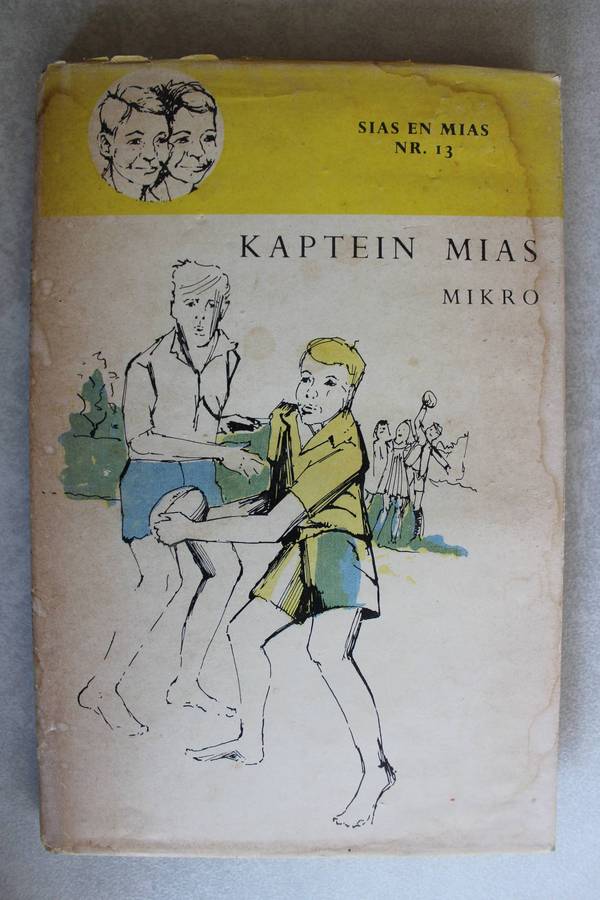 SIAS EN MIAS
NR. 13
KAPTEIN MIAS
MIKRO